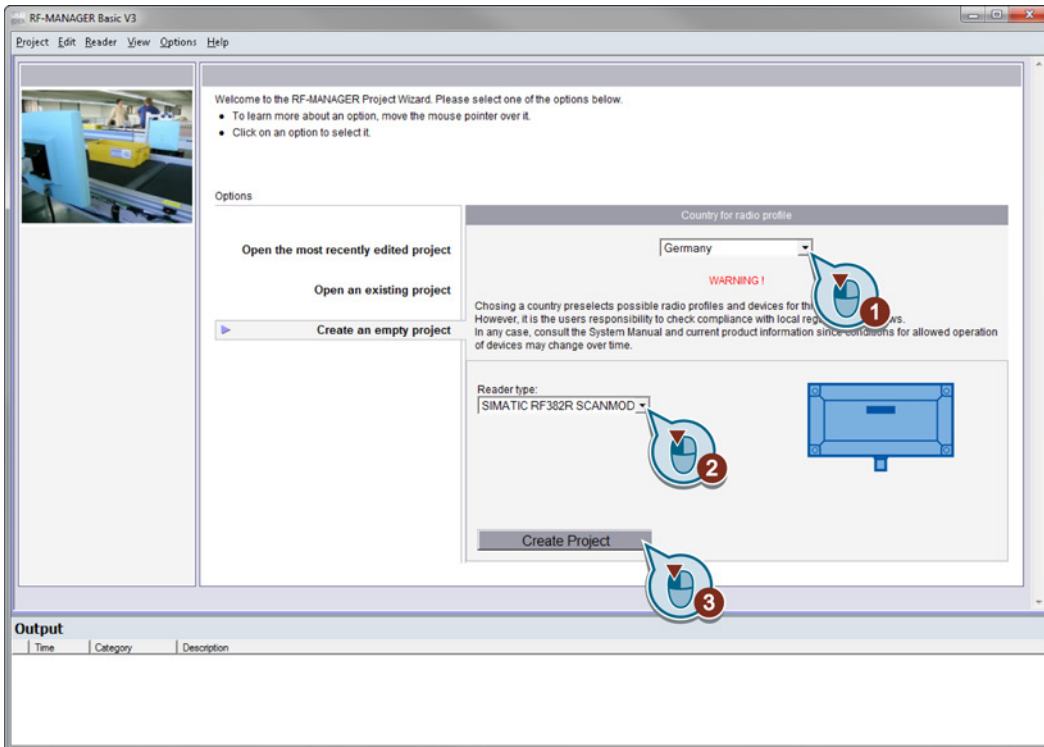 RF-MANAGER Basic V3
Project Edit Reader View Options Help
Welcome to the RF-MANAGER Project Wizard. Please select one of the options below.
• To learn more about an option, move the mouse pointer over it.
• Click on an option to select it.
Options
Open the most recently edited project
Open an existing project
Create an empty project
Country for radio profile
Germany
WARNING !
Chosing a country preselects possible radio profiles and devices for
However, it is the users responsibility to check compliance with local
In any case, consult the System Manual and current product information since conditions for allowed operation
of devices may change over time.
1
Reader type:
SIMATIC RF382R SCANMOD
2
Create Project
3
Output
Time Category Description